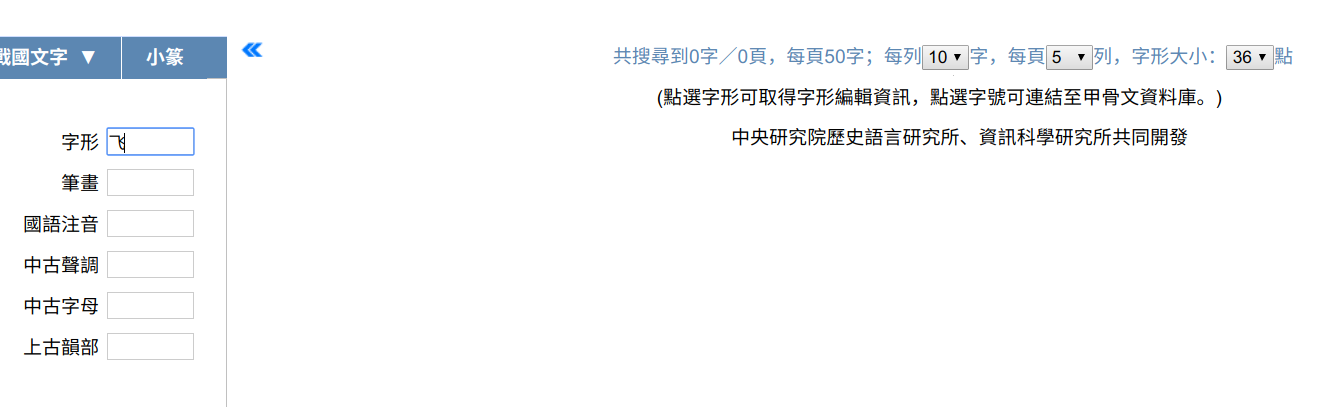 戰國文字 ▼ 小篆
共搜尋到0字／0頁，每頁50字；每列10▼字，每頁5▼列，字形大小：36▼點
(點選字形可取得字形編輯資訊，點選字號可連結至甲骨文資料庫。)
中央研究院歷史語言研究所、資訊科學研究所共同開發
字形
筆畫
國語注音
中古聲調
中古字母
上古韻部